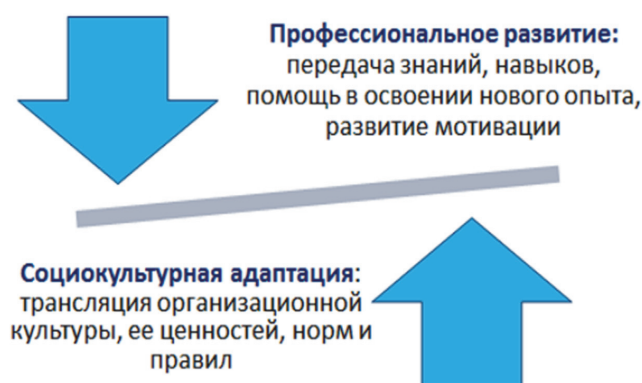 Профессиональное развитие:
передача знаний, навыков,
помощь в освоении нового опыта,
развитие мотивации
Социокультурная адаптация:
трансляция организационной
культуры, ее ценностей, норм и
правил